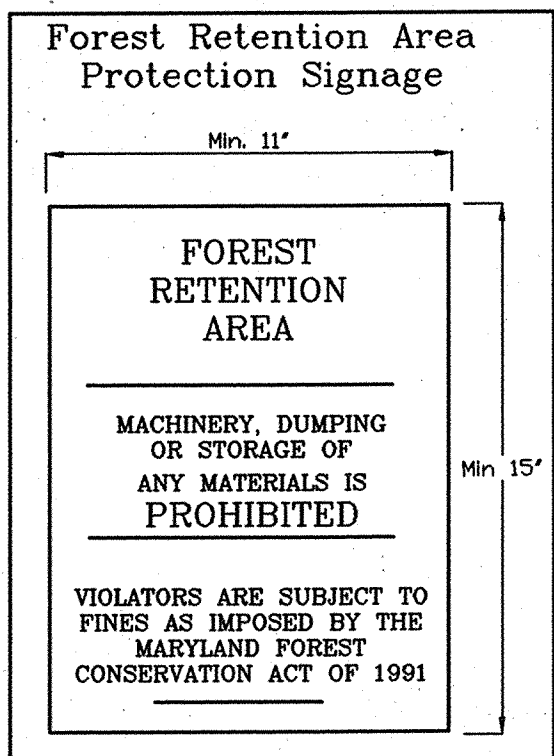 Forest Retention Area
Protection Signage
Min. 11"
FOREST
RETENTION
AREA
MACHINERY, DUMPING
OR STORAGE OF
ANY MATERIALS IS
PROHIBITED
Min 15"
VIOLATORS ARE SUBJECT TO
FINES AS IMPOSED BY THE
MARYLAND FOREST
CONSERVATION ACT OF 1991